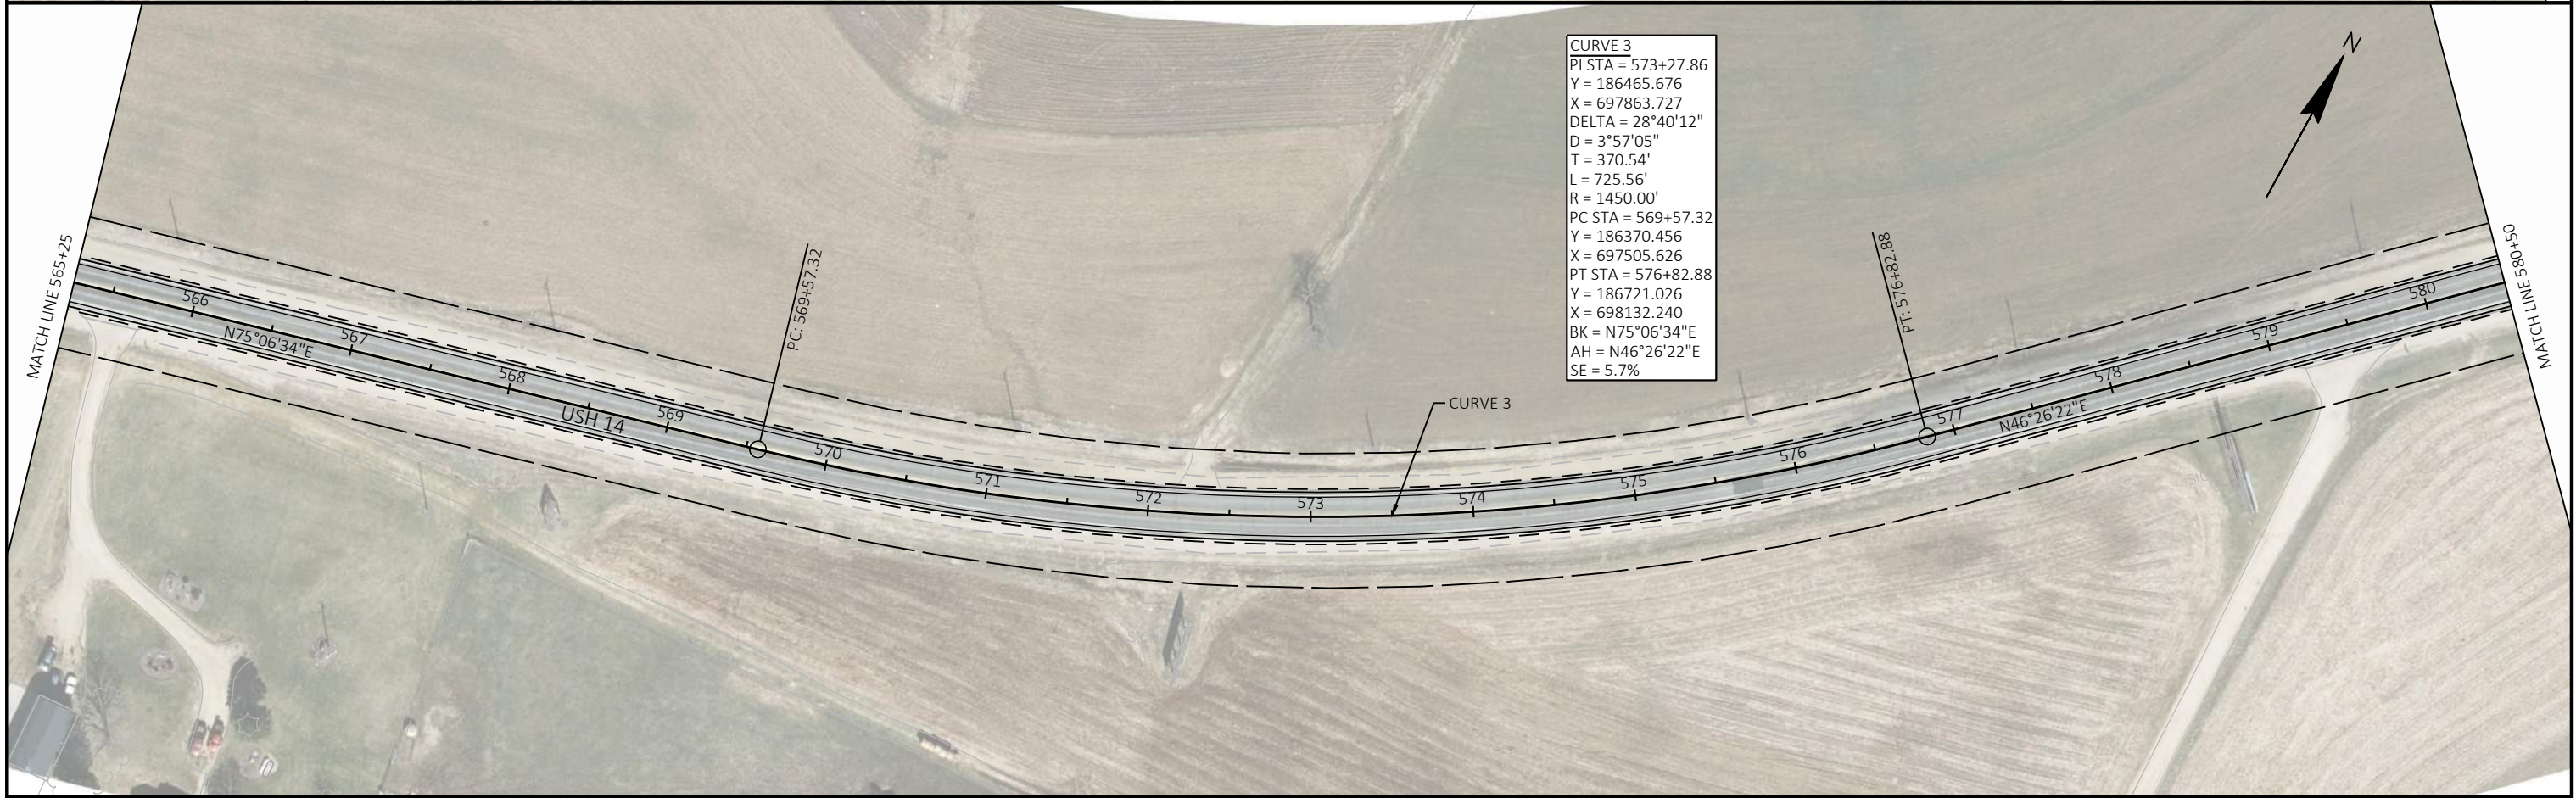 CURVE 3
PI STA = 573+27.86
Y = 186465.676
X = 697863.727
DELTA = 28°40'12"
D = 3°57'05"
T = 370.54'
L = 725.56'
R = 1450.00'
PC STA = 569+57.32
Y = 186370.456
X = 697505.626
PT STA = 576+82.88
Y = 186721.026
X = 698132.240
BK = N75°06'34"E
AH = N46°26'22"E
SE = 5.7%
N
MATCH LINE 565+25
566
N75°06'34"E
567
568
USH 14
569
PC: 569+57.32
570
571
572
573
CURVE 3
574
575
576
PT: 576+82.88
577
N46°26'22"E
578
579
580
MATCH LINE 580+50